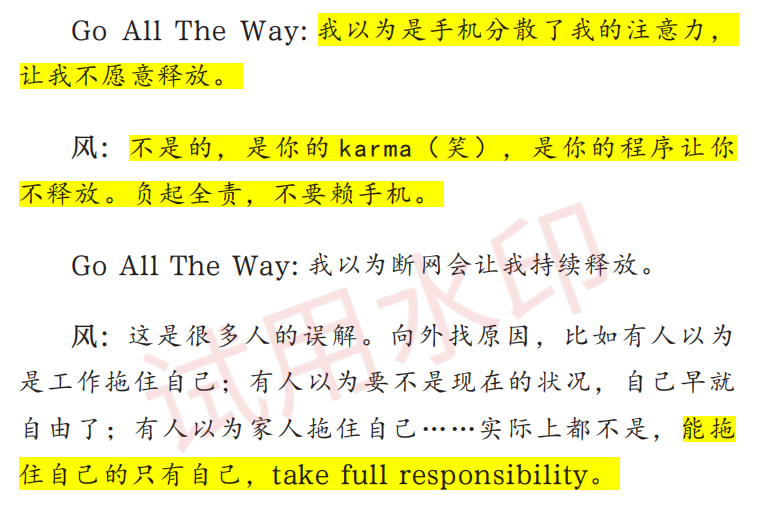 Go All The Way: 我以为是手机分散了我的注意力，
让我不愿意释放。
风：不是的，是你的 karma（笑），是你的程序让你
不释放。负起全责，不要赖手机。
Go All The Way: 我以为断网会让我持续释放。
风：这是很多人的误解。向外找原因，比如有人以为
是工作拖住自己；有人以为要不是现在的状况，自己早就
自由了；有人以为家人拖住自己……实际上都不是，能拖
住自己的只有自己，take full responsibility。
试用水印